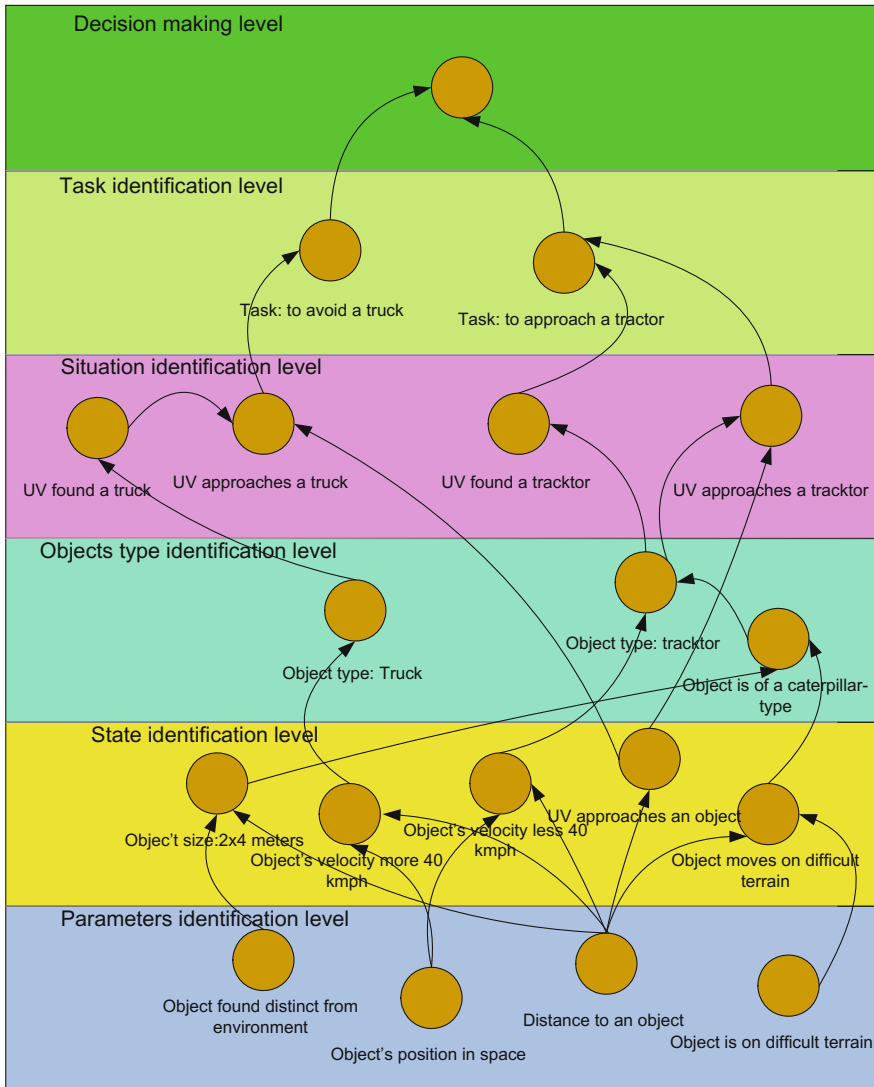 Decision making level
Task identification level
Task: to avoid a truck
Task: to approach a tractor
Situation identification level
UV found a truck
UV approaches a truck
UV found a tracktor
UV approaches a tracktor
Objects type identification level
Object type: Truck
Object type: tracktor
Object is of a caterpillar-
type
State identification level
Objec't size:2x4 meters
Object's velocity more 40
kmph
Object's velocity less 40
kmph
UV approaches an object
Object moves on difficult
terrain
Parameters identification level
Object found distinct from
environment
Object's position in space
Distance to an object
Object is on difficult terrain